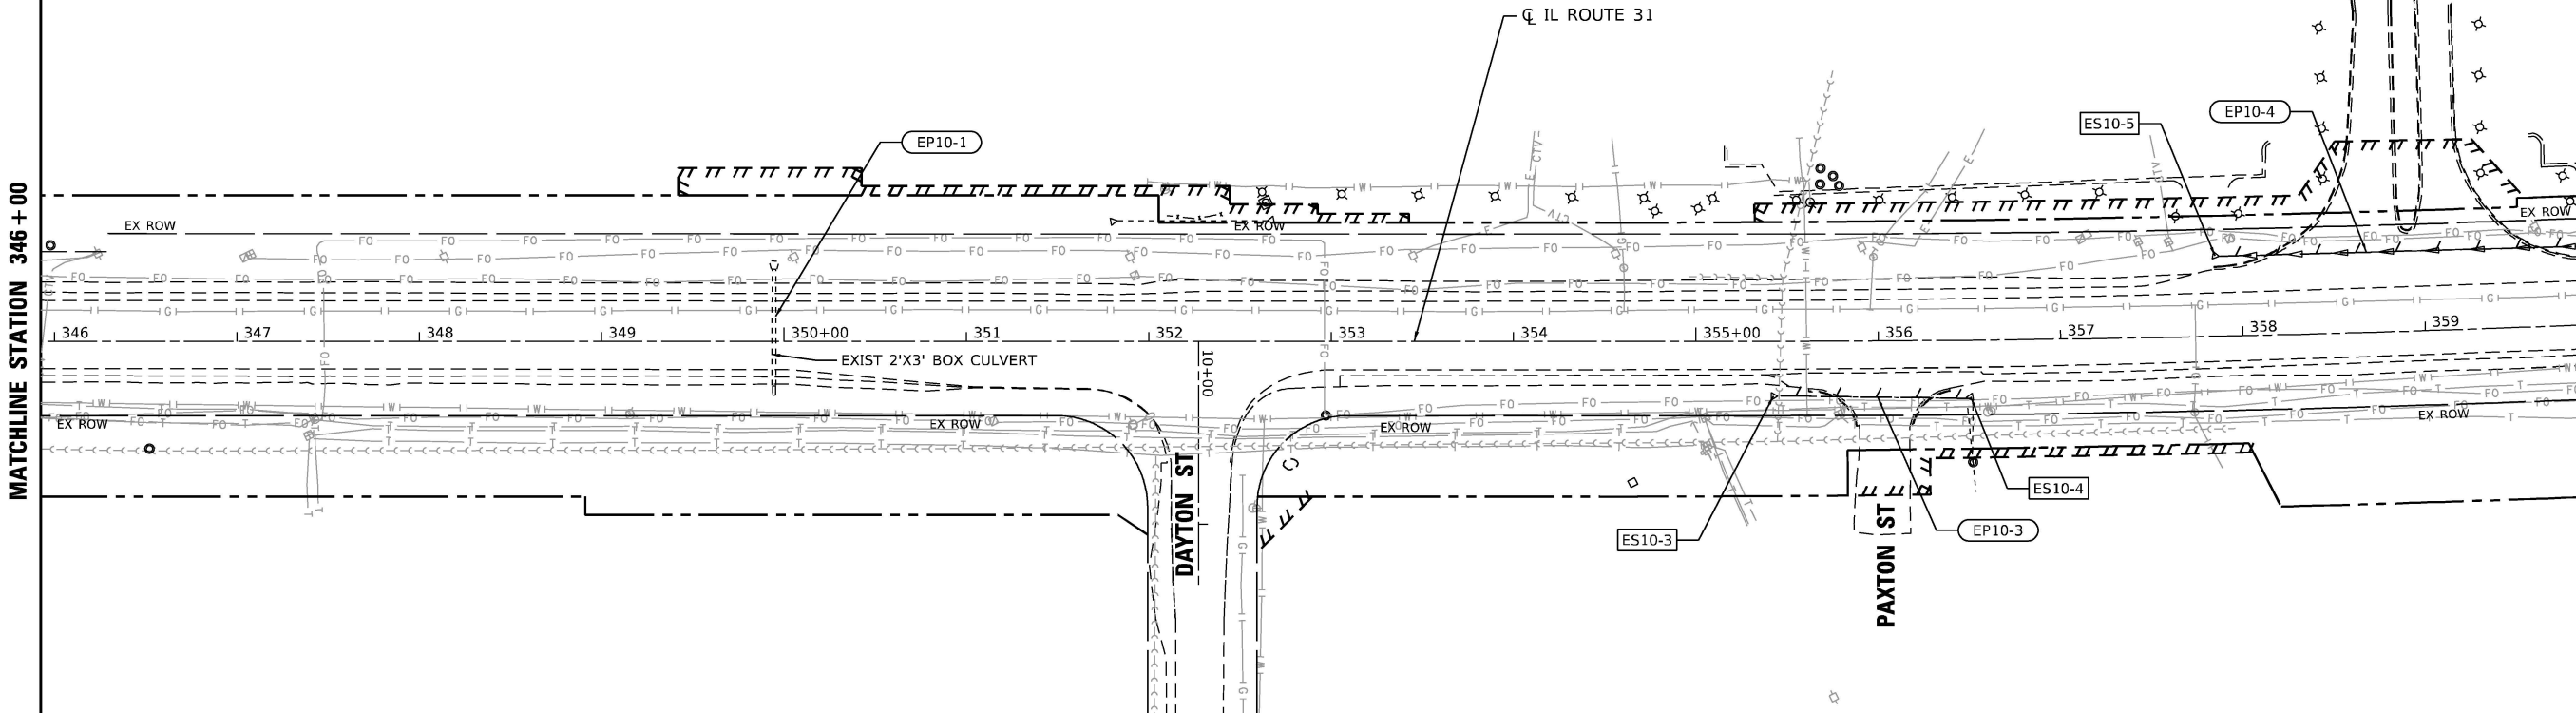 MATCHLINE STATION 346+00
℄ IL ROUTE 31
EP10-1
ES10-5
EP10-4
EX ROW
EX ROW
EX ROW
346
347
348
349
350+00
351
352
353
354
355+00
356
357
358
359
EXIST 2'X3' BOX CULVERT
10+00
EX ROW
EX ROW
EX ROW
EX ROW
DAYTON ST
ES10-3
PAXTON ST
EP10-3
ES10-4